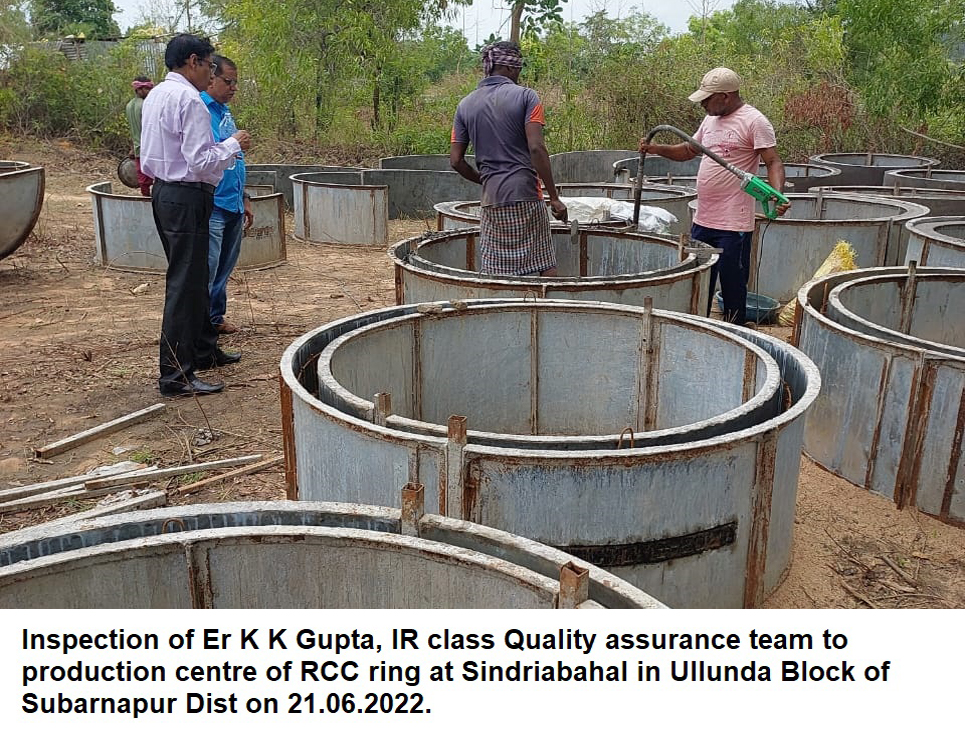 Inspection of Er K K Gupta, IR class Quality assurance team to
production centre of RCC ring at Sindriabahal in Ullunda Block of
Subarnapur Dist on 21.06.2022.